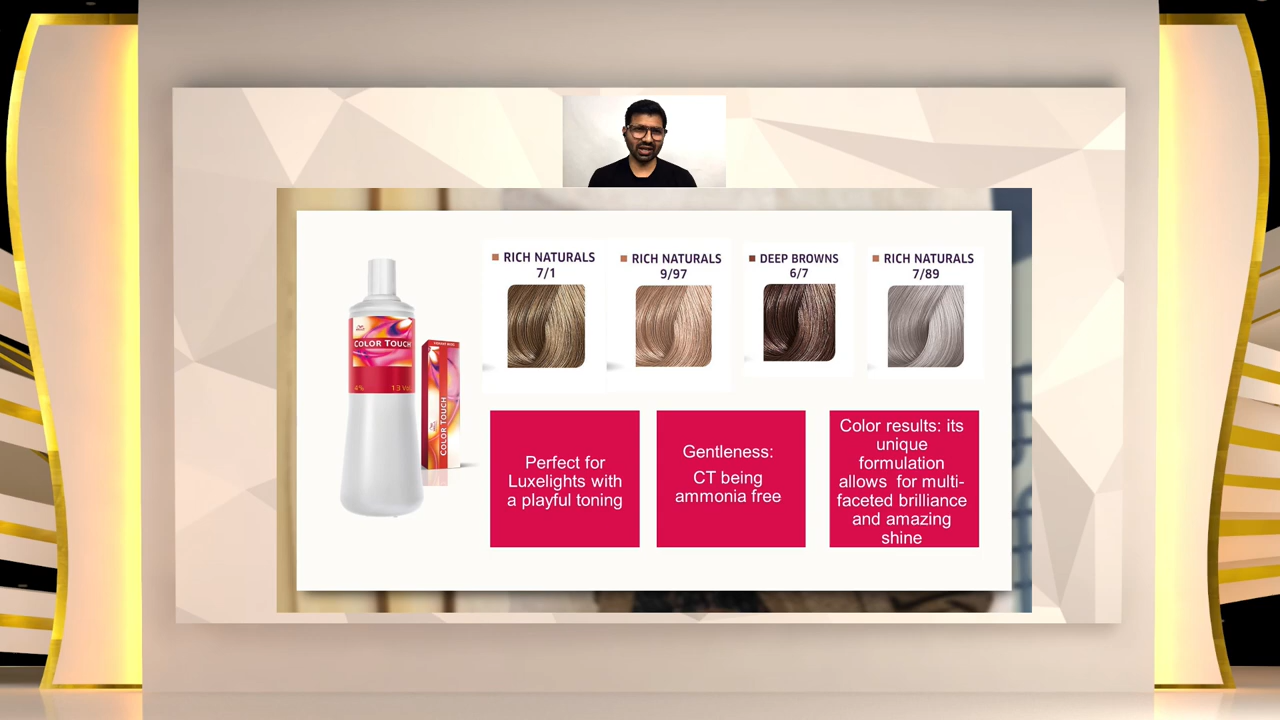 RICH NATURALS
7/1
RICH NATURALS
9/97
DEEP BROWNS
6/7
RICH NATURALS
7/89
COLOR TOUCH
4% 13 Vol
COLOR TOUCH
Perfect for
Luxelights with
a playful toning
Gentleness:
CT being
ammonia free
Color results: its
unique
formulation
allows for multi-
faceted brilliance
and amazing
shine